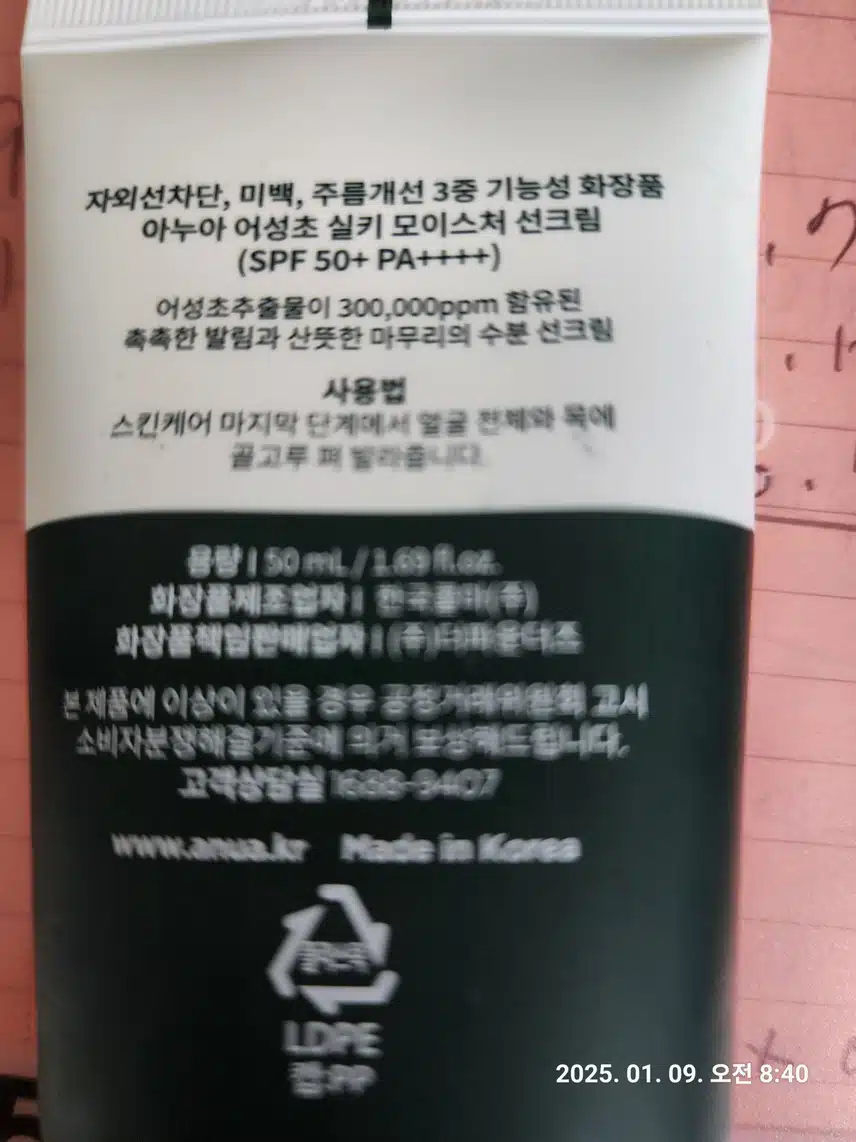 자외선차단, 미백, 주름개선 3중 기능성 화장품
아누아 어성초 실키 모이스처 선크림
(SPF 50+ PA++++)
어성초추출물이 300,000ppm 함유된
촉촉한 발림과 산뜻한 마무리의 수분 선크림
사용법
스킨케어 마지막 단계에서 얼굴 전체와 목에
골고루 펴 발라줍니다.
용량 | 50 mL / 1.69 fl.oz.
화장품제조업자 | 한국콜마(주)
화장품책임판매업자 | (주)더파운더즈
본 제품에 이상이 있을 경우 공정거래위원회 고시
소비자분쟁해결기준에 의거 보상해드립니다.
고객상담실 1688-9407
www.anua.kr Made in Korea
플라스틱
LDPE
캡:PP
2025. 01. 09. 오전 8:40